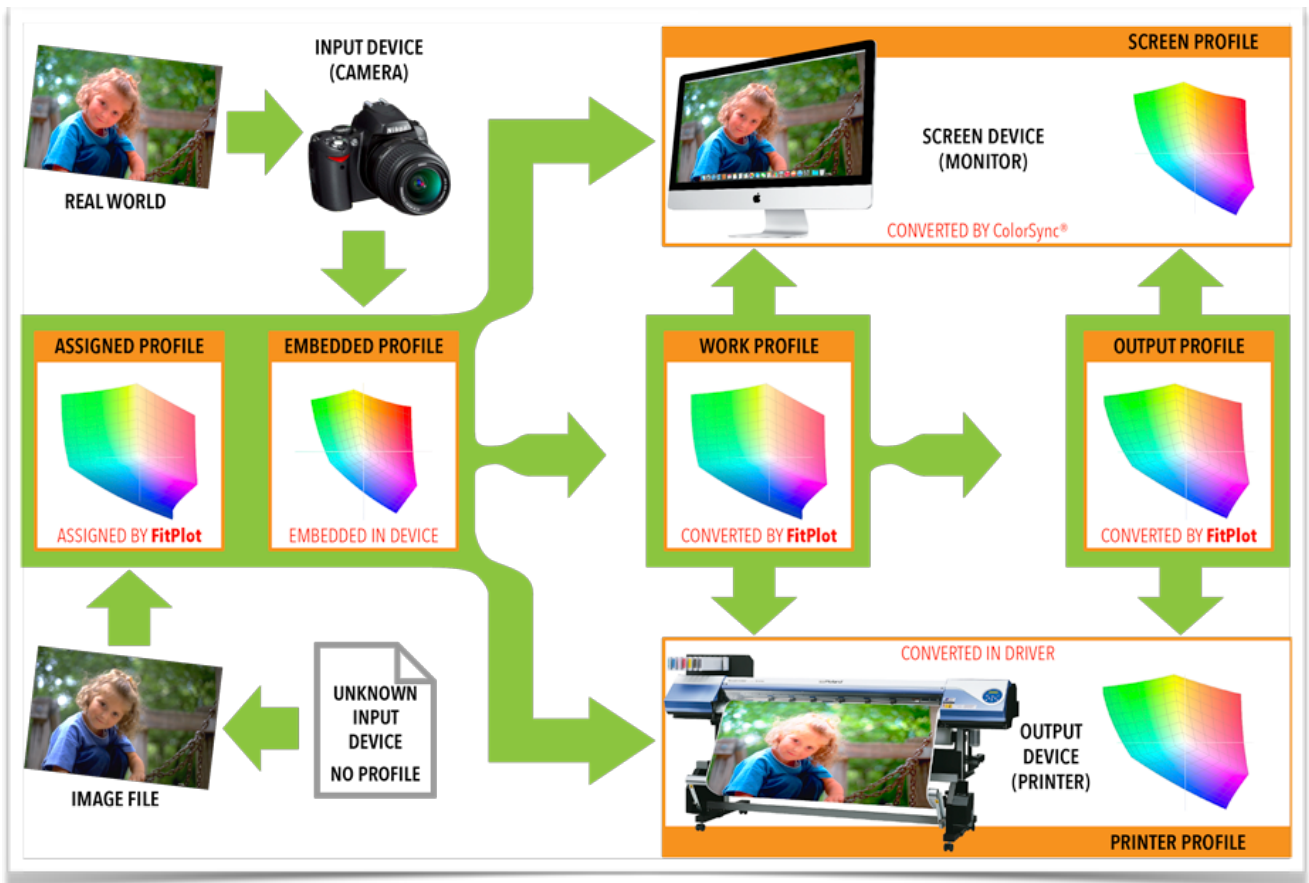 INPUT DEVICE
(CAMERA)
Nikon
REAL WORLD
SCREEN PROFILE
SCREEN DEVICE
(MONITOR)
CONVERTED BY ColorSync®
ASSIGNED PROFILE
ASSIGNED BY FitPlot
EMBEDDED PROFILE
EMBEDDED IN DEVICE
WORK PROFILE
CONVERTED BY FitPlot
OUTPUT PROFILE
CONVERTED BY FitPlot
IMAGE FILE
UNKNOWN
INPUT
DEVICE
NO PROFILE
CONVERTED IN DRIVER
OUTPUT
DEVICE
(PRINTER)
PRINTER PROFILE